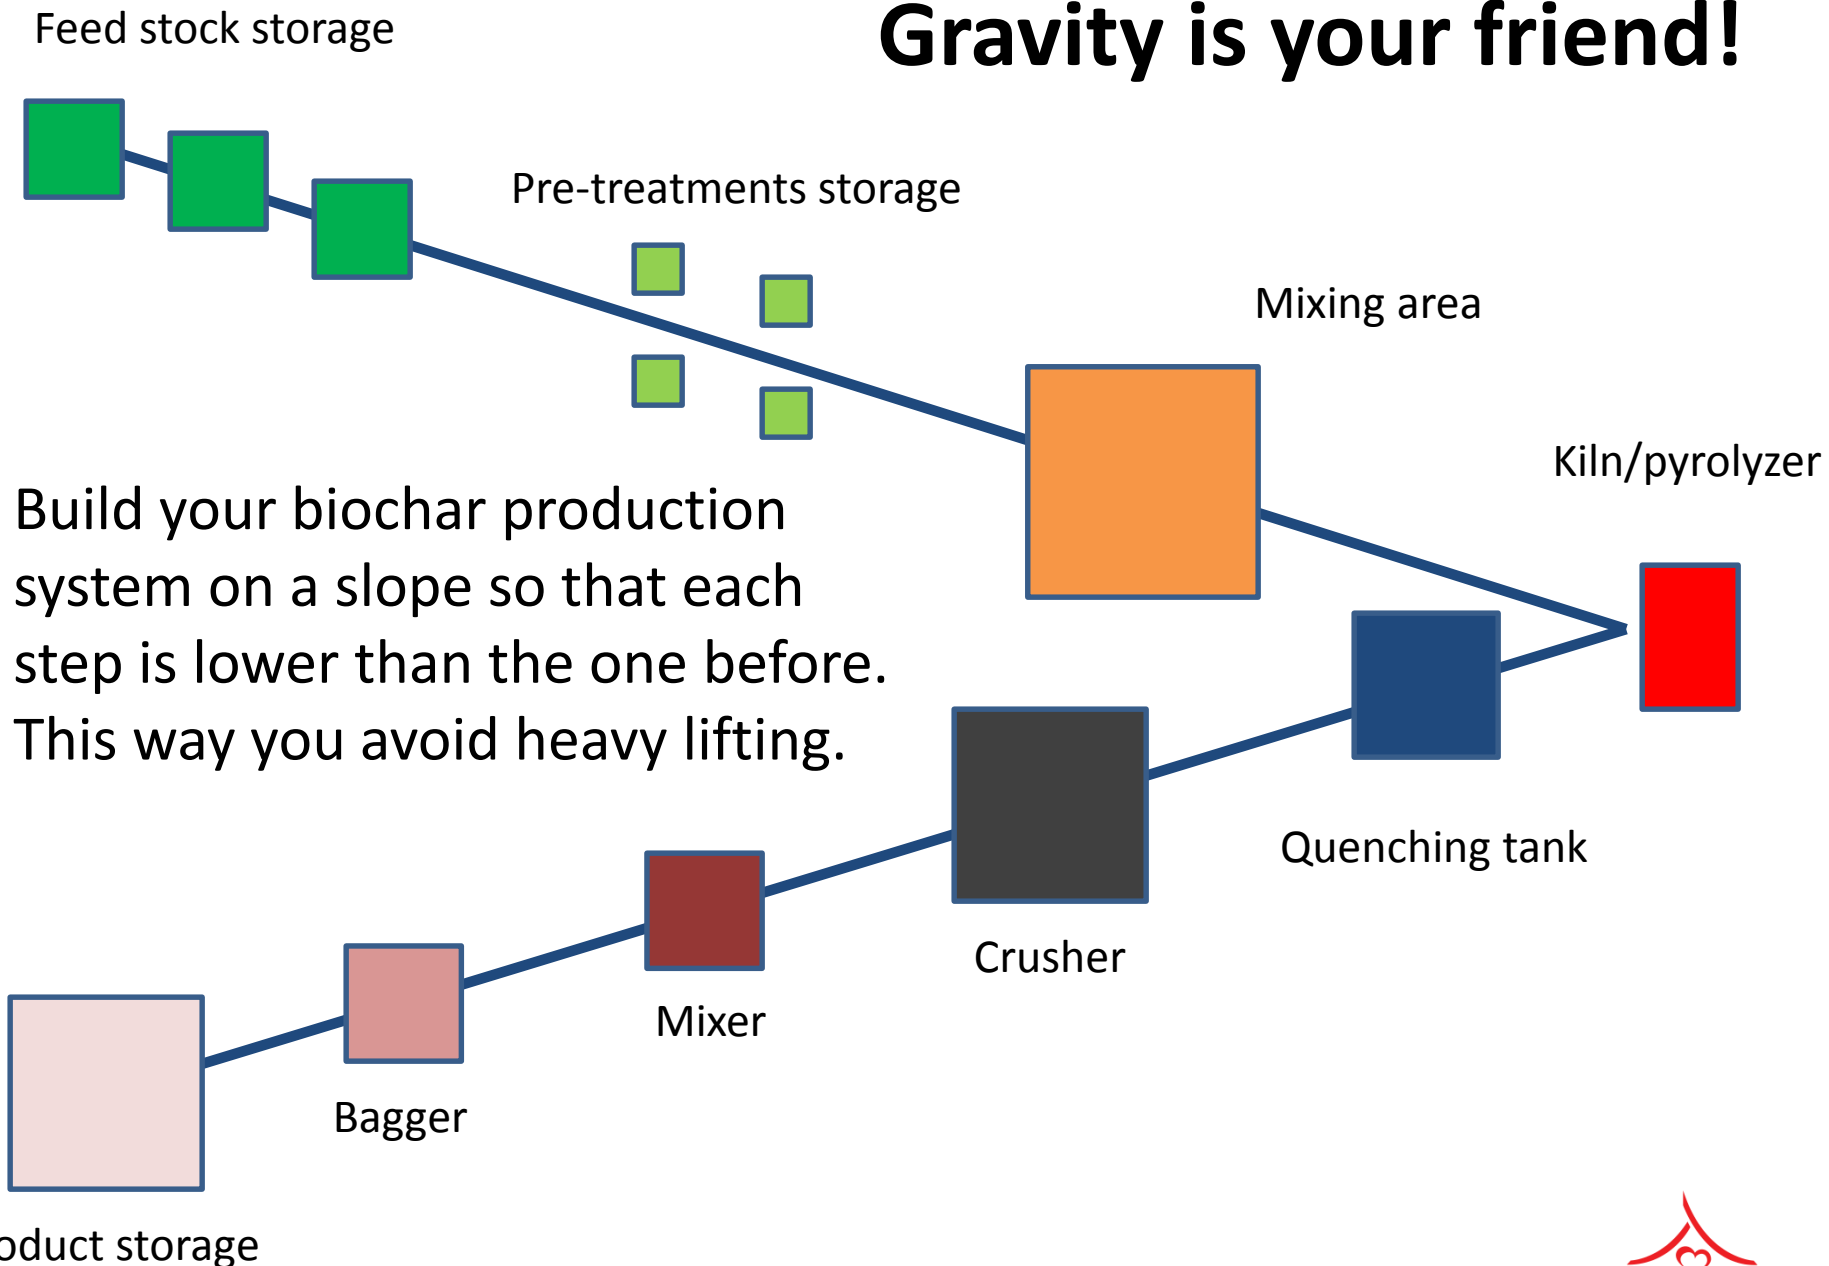 Feed stock storage
Gravity is your friend!
Pre-treatments storage
Mixing area
Kiln/pyrolyzer
Build your biochar production
system on a slope so that each
step is lower than the one before.
This way you avoid heavy lifting.
Quenching tank
Crusher
Mixer
Bagger
oduct storage